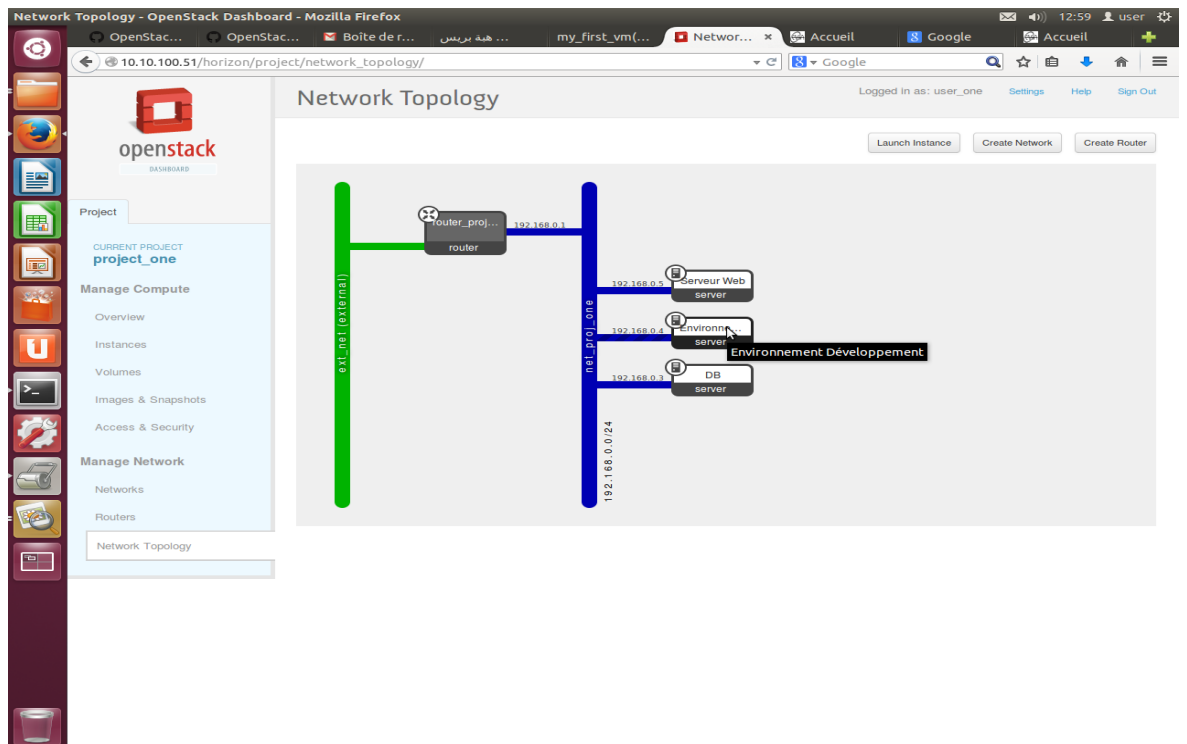 Network Topology - OpenStack Dashboard - Mozilla Firefox
12:59 user
OpenStac...
OpenStac...
Boîte de r...
هبة بريس ...
my_first_vm(...
Networ...
Accueil
Google
Accueil
10.10.100.51/horizon/project/network_topology/
Google
openstack
DASHBOARD
Network Topology
Logged in as: user_one
Settings
Help
Sign Out
Launch Instance
Create Network
Create Router
Project
CURRENT PROJECT
project_one
Manage Compute
Overview
Instances
Volumes
Images & Snapshots
Access & Security
Manage Network
Networks
Routers
Network Topology
ext_net (external)
router_proj...
router
192.168.0.1
net_proj_one
192.168.0.0/24
192.168.0.5
Serveur Web
server
192.168.0.4
Environne...
server
Environnement Développement
192.168.0.3
DB
server